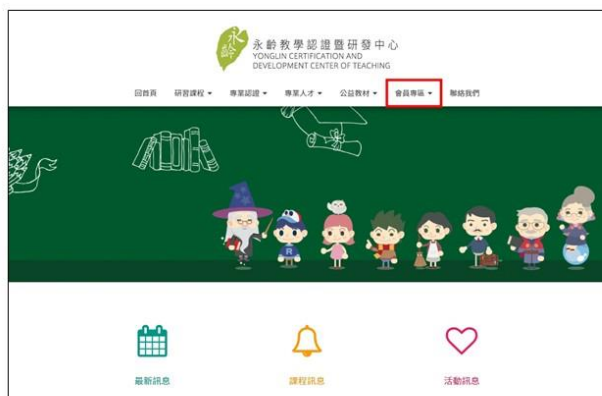 永齡
永齡教學認證暨研發中心
YONGLIN CERTIFICATION AND
DEVELOPMENT CENTER OF TEACHING
回首頁 研習課程 專業認證 專業人才 公益教材 會員專區 聯絡我們
R
最新訊息 課程訊息 活動訊息